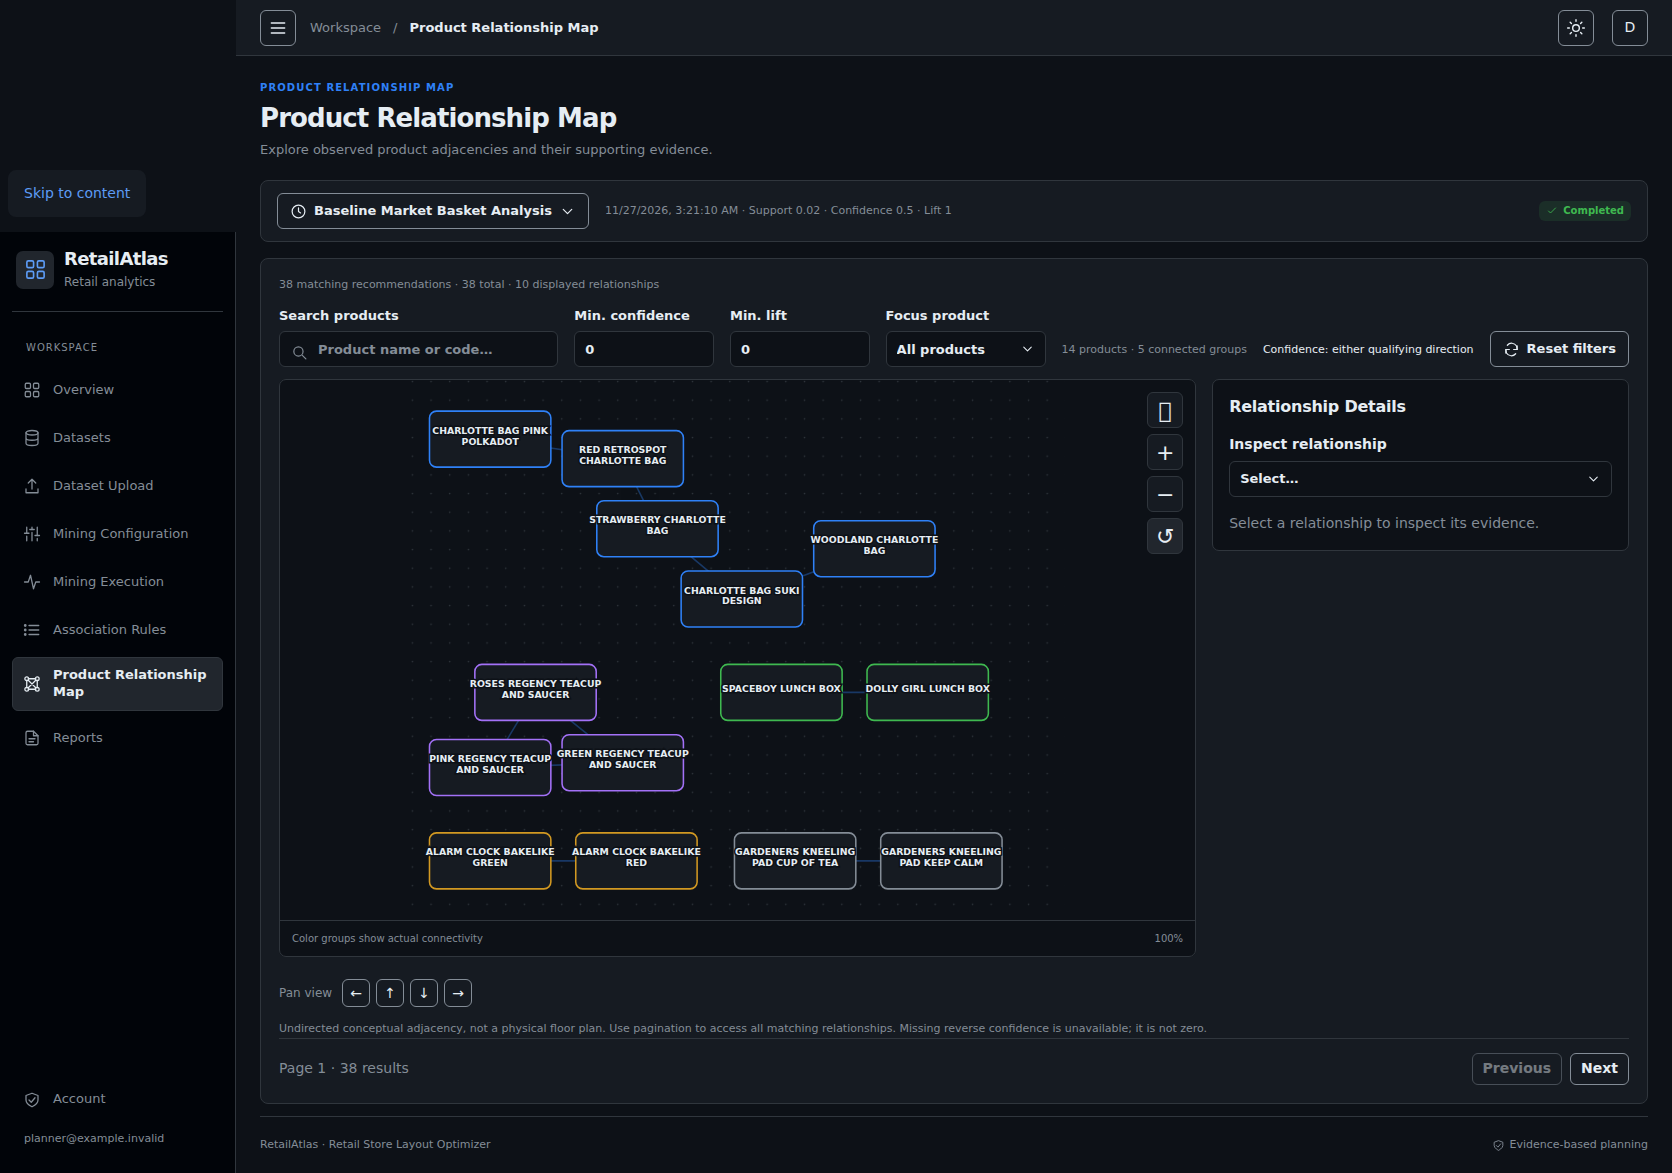 Workspace / Product Relationship Map
D
PRODUCT RELATIONSHIP MAP
Product Relationship Map
Explore observed product adjacencies and their supporting evidence.
Skip to content
Baseline Market Basket Analysis
11/27/2026, 3:21:10 AM · Support 0.02 · Confidence 0.5 · Lift 1
Completed
RetailAtlas
Retail analytics
WORKSPACE
Overview
Datasets
Dataset Upload
Mining Configuration
Mining Execution
Association Rules
Product Relationship
Map
Reports
Account
planner@example.invalid
38 matching recommendations · 38 total · 10 displayed relationships
Search products
Min. confidence
Min. lift
Focus product
Product name or code...
0
0
All products
14 products · 5 connected groups
Confidence: either qualifying direction
Reset filters
CHARLOTTE BAG PINK
POLKADOT
RED RETROSPOT
CHARLOTTE BAG
STRAWBERRY CHARLOTTE
BAG
WOODLAND CHARLOTTE
BAG
CHARLOTTE BAG SUKI
DESIGN
ROSES REGENCY TEACUP
AND SAUCER
SPACEBOY LUNCH BOX
DOLLY GIRL LUNCH BOX
PINK REGENCY TEACUP
AND SAUCER
GREEN REGENCY TEACUP
AND SAUCER
ALARM CLOCK BAKELIKE
GREEN
ALARM CLOCK BAKELIKE
RED
GARDENERS KNEELING
PAD CUP OF TEA
GARDENERS KNEELING
PAD KEEP CALM
+
−
↺
Color groups show actual connectivity
100%
Relationship Details
Inspect relationship
Select...
Select a relationship to inspect its evidence.
Pan view ← ↑ ↓ →
Undirected conceptual adjacency, not a physical floor plan. Use pagination to access all matching relationships. Missing reverse confidence is unavailable; it is not zero.
Page 1 · 38 results
Previous
Next
RetailAtlas · Retail Store Layout Optimizer
Evidence-based planning